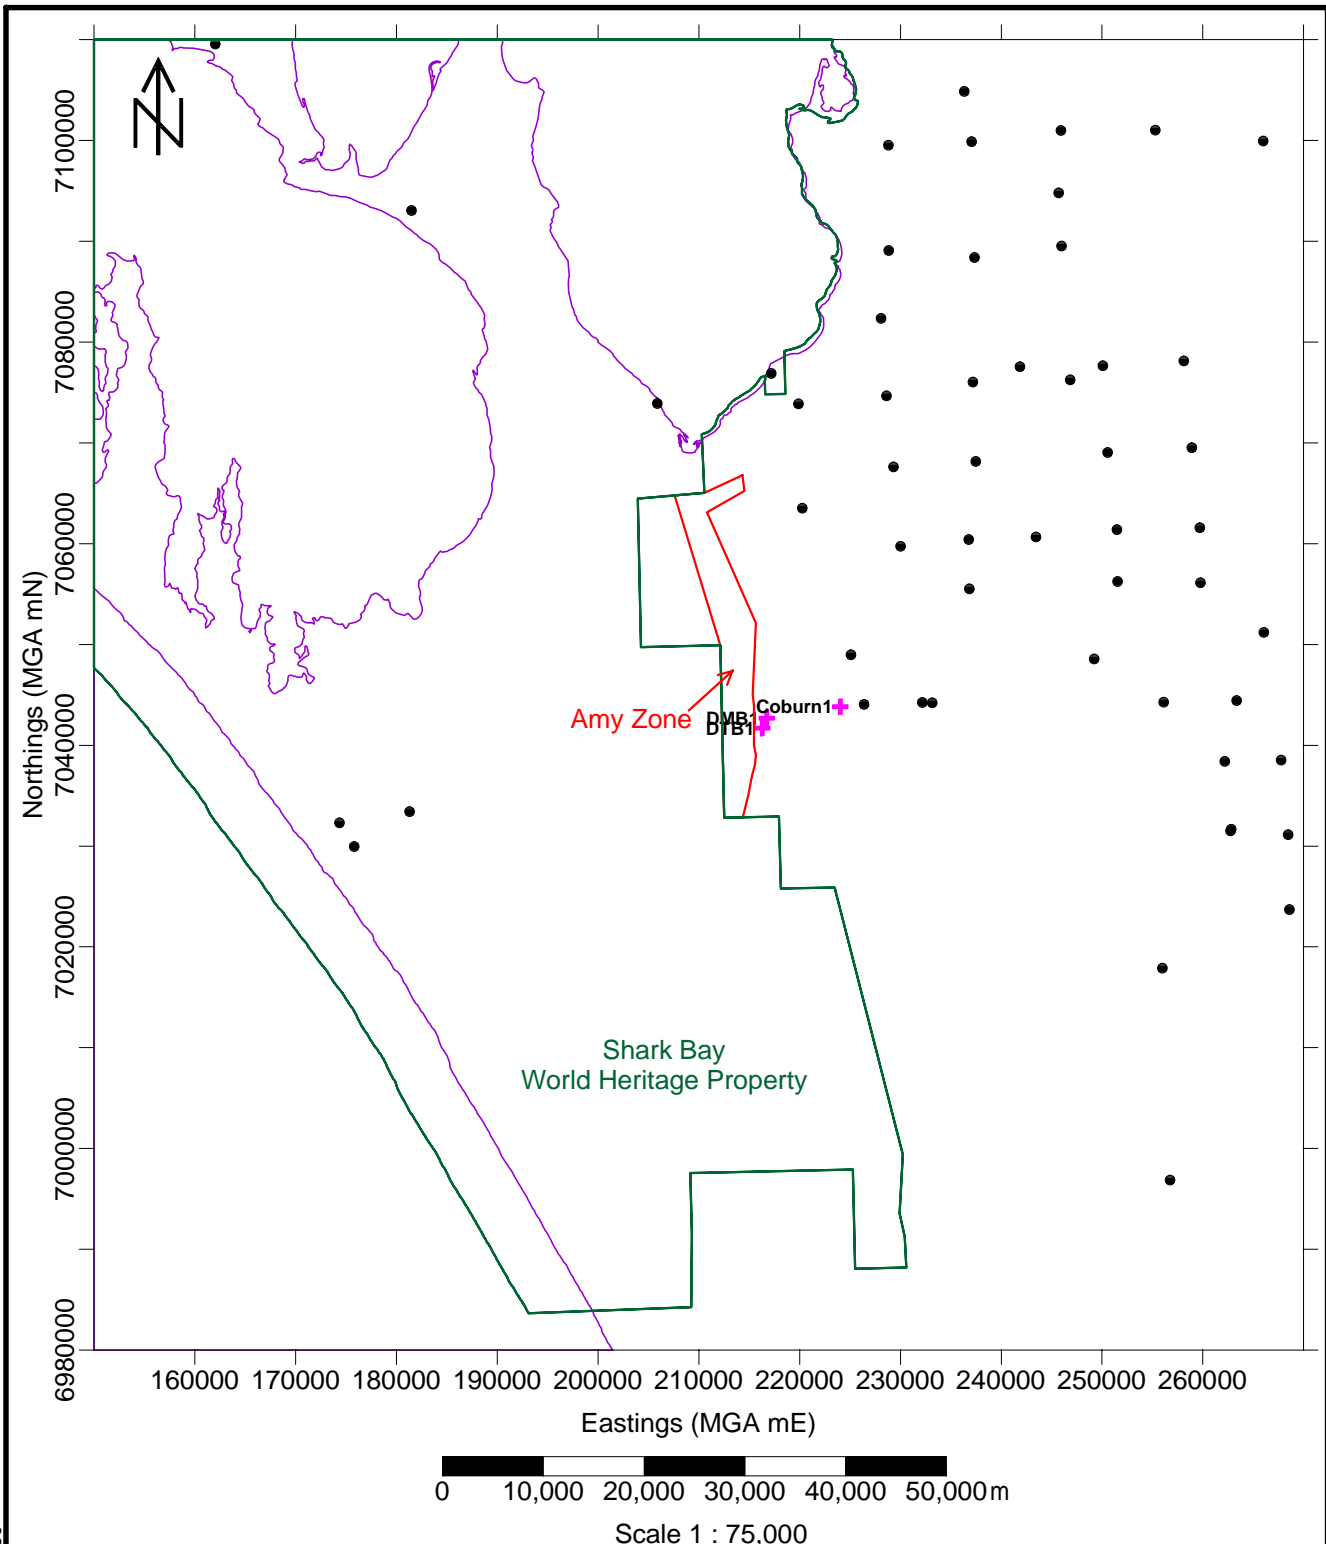 N
7100000
7080000
7060000
7040000
7020000
7000000
6980000
Northings (MGA mN)
Amy Zone
Coburn1
DMB1
DTB1
Shark Bay
World Heritage Property
160000 170000 180000 190000 200000 210000 220000 230000 240000 250000 260000
Eastings (MGA mE)
0 10,000 20,000 30,000 40,000 50,000m
Scale 1 : 75,000